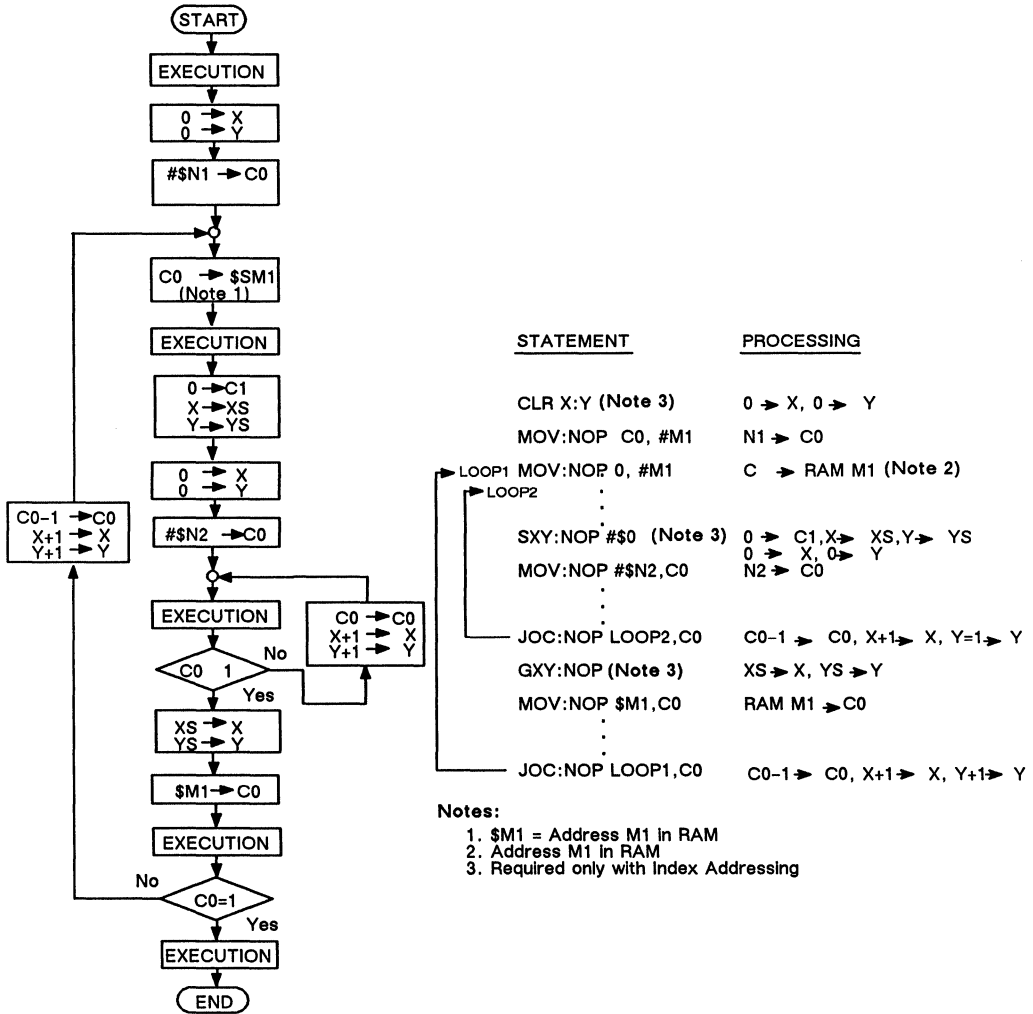 START
EXECUTION
0 → X
0 → Y
#$N1 → C0
C0 → $SM1
(Note 1)
EXECUTION
0 → C1
X → XS
Y → YS
0 → X
0 → Y
#$N2 → C0
EXECUTION
C0 1
No
Yes
C0 → C0
X+1 → X
Y+1 → Y
XS → X
YS → Y
$M1 → C0
EXECUTION
C0=1
No
Yes
C0-1 → C0
X+1 → X
Y+1 → Y
EXECUTION
END
STATEMENT PROCESSING
CLR X:Y (Note 3) 0 → X, 0 → Y
MOV:NOP C0, #M1 N1 → C0
LOOP1 MOV:NOP 0, #M1 C → RAM M1 (Note 2)
LOOP2
SXY:NOP #$0 (Note 3) 0 → C1,X → XS,Y → YS
0 → X, 0 → Y
MOV:NOP #$N2,C0 N2 → C0
JOC:NOP LOOP2,C0 C0-1 → C0, X+1 → X, Y=1 → Y
GXY:NOP (Note 3) XS → X, YS → Y
MOV:NOP $M1,C0 RAM M1 → C0
JOC:NOP LOOP1,C0 C0-1 → C0, X+1 → X, Y+1 → Y
Notes:
1. $M1 = Address M1 in RAM
2. Address M1 in RAM
3. Required only with Index Addressing